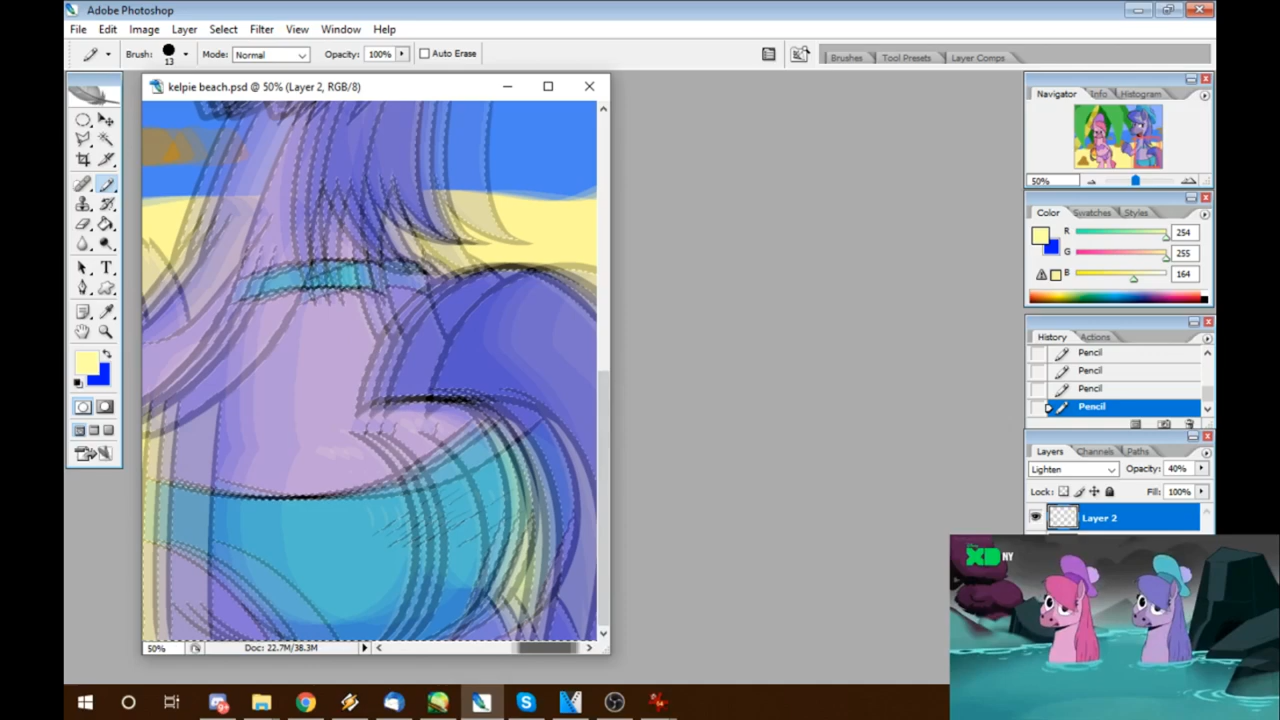 Adobe Photoshop
File Edit Image Layer Select Filter View Window Help
Brush: 13 Mode: Normal Opacity: 100% Auto Erase
Brushes Tool Presets Layer Comps
kelpie beach.psd @ 50% (Layer 2, RGB/8)
Navigator Info Histogram
50%
Color Swatches Styles
R 254
G 255
B 164
T
History Actions
Pencil
Pencil
Pencil
Pencil
Layers Channels Paths
Lighten Opacity: 40%
Lock: Fill: 100%
Layer 2
XD NY
50% Doc: 22.7M/38.3M